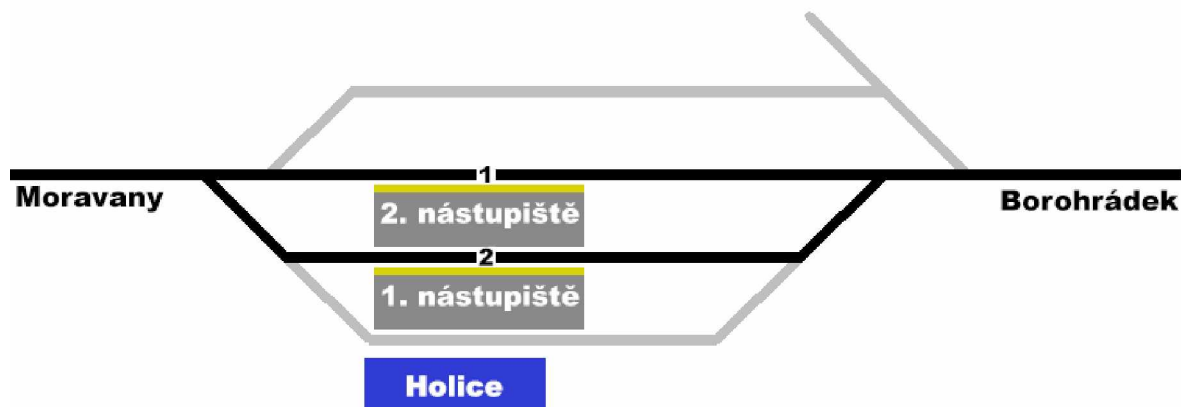 1
Moravany
2. nástupiště
Borohrádek
2
1. nástupiště
Holice